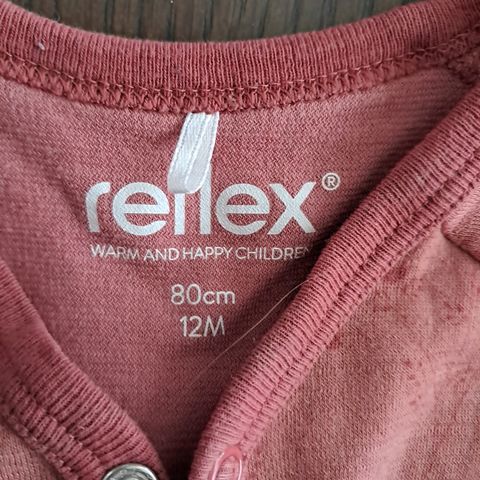 reflex®
WARM AND HAPPY CHILDREN
80cm
12M